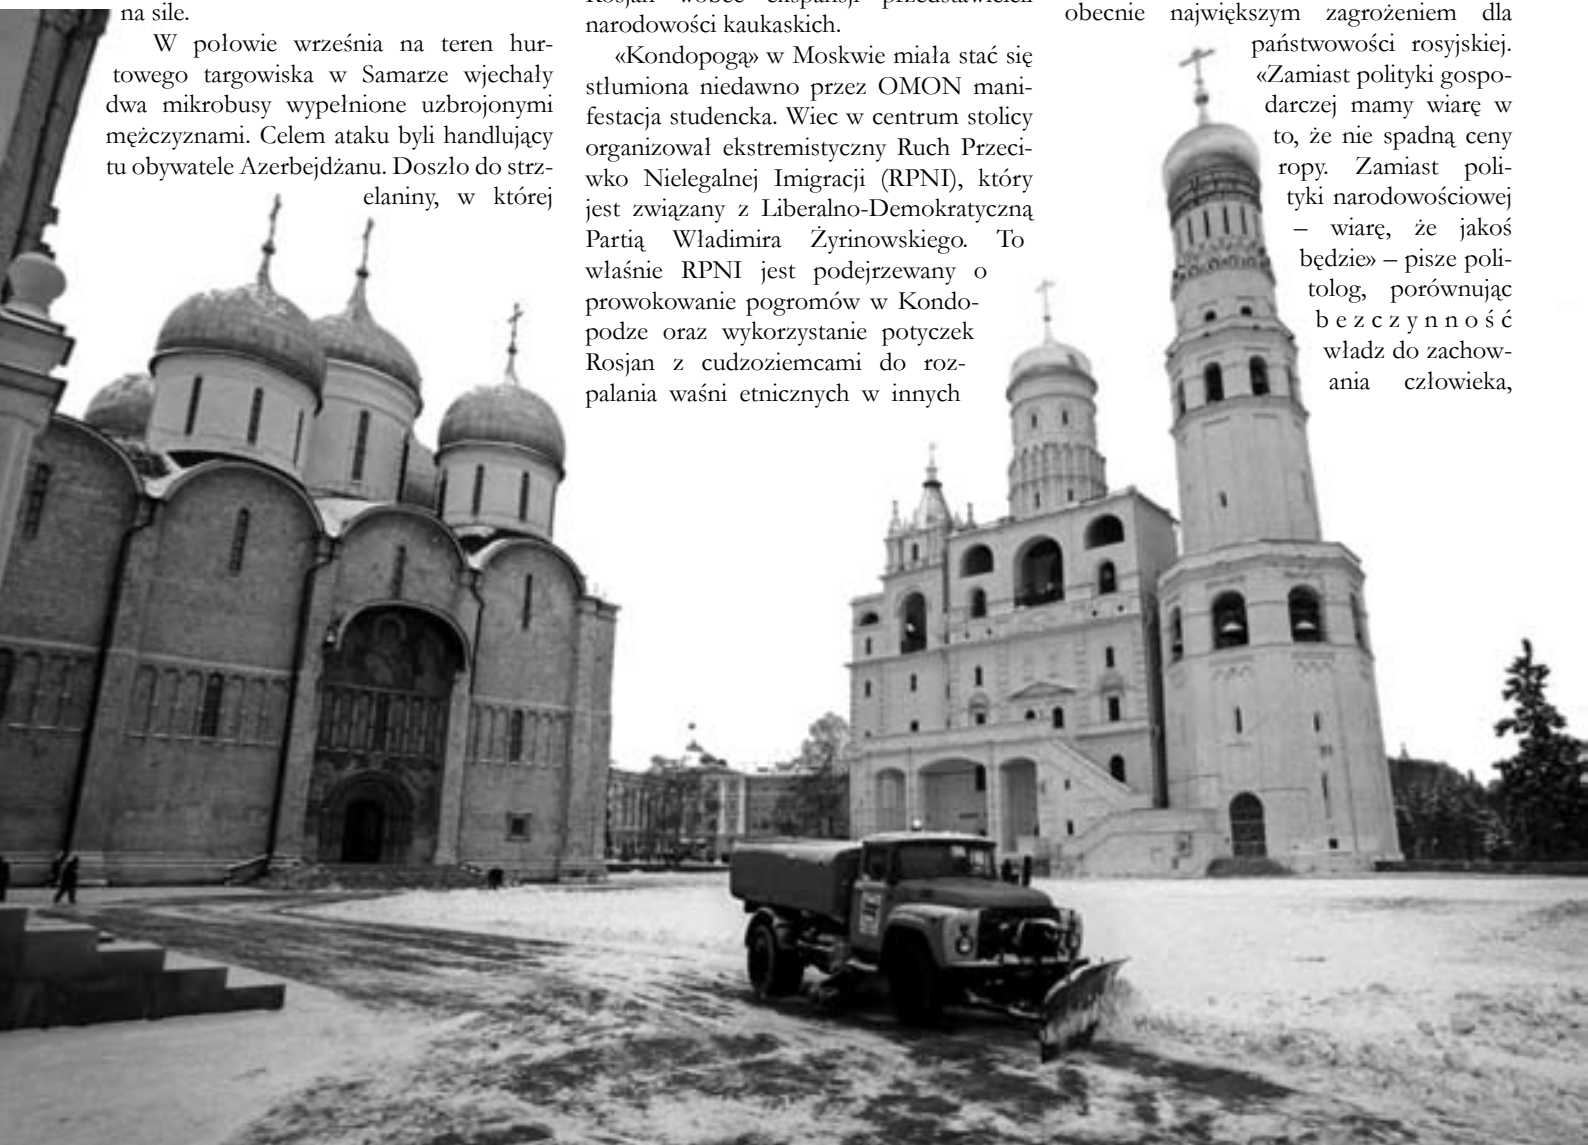 na sile.
W połowie września na teren hur-
towego targowiska w Samarze wjechały
dwa mikrobusy wypełnione uzbrojonymi
mężczyznami. Celem ataku byli handlujący
tu obywatele Azerbejdżanu. Doszło do strz-
elaniny, w której
Rosjan wobec ekspansji przedstawicieli
narodowości kaukaskich.
«Kondopogą» w Moskwie miała stać się
stłumiona niedawno przez OMON mani-
festacja studencka. Wiec w centrum stolicy
organizował ekstremistyczny Ruch Przeci-
wko Nielegalnej Imigracji (RPNI), który
jest związany z Liberalno-Demokratyczną
Partią Władimira Żyrinowskiego. To
właśnie RPNI jest podejrzewany o
prowokowanie pogromów w Kondo-
podze oraz wykorzystanie potyczek
Rosjan z cudzoziemcami do roz-
palania waśni etnicznych w innych
obecnie największym zagrożeniem dla
państwowości rosyjskiej.
«Zamiast polityki gospo-
darczej mamy wiarę w
to, że nie spadną ceny
ropy. Zamiast poli-
tyki narodowościowej
– wiarę, że jakoś
będzie» – pisze poli-
tolog, porównując
bezczynność
władz do zachow-
ania człowieka,